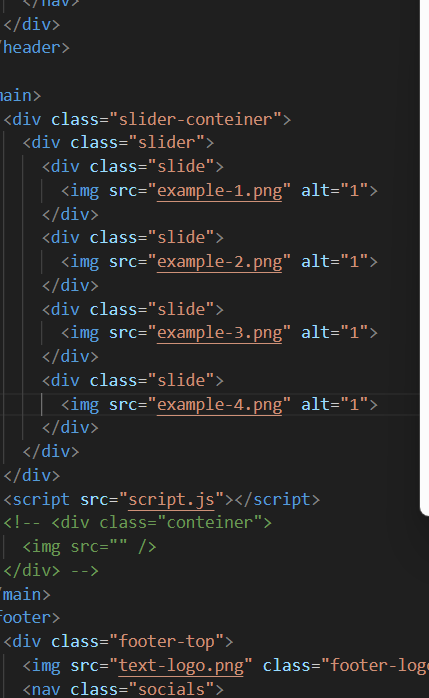 </nav>
</div>
/header>
main>
<div class="slider-conteiner">
<div class="slider">
<div class="slide">
<img src="example-1.png" alt="1">
</div>
<div class="slide">
<img src="example-2.png" alt="1">
</div>
<div class="slide">
<img src="example-3.png" alt="1">
</div>
<div class="slide">
<img src="example-4.png" alt="1">
</div>
</div>
</div>
<script src="script.js"></script>
<!-- <div class="conteiner">
<img src="" />
</div> -->
/main>
footer>
<div class="footer-top">
<img src="text-logo.png" class="footer-logo
<nav class="socials">